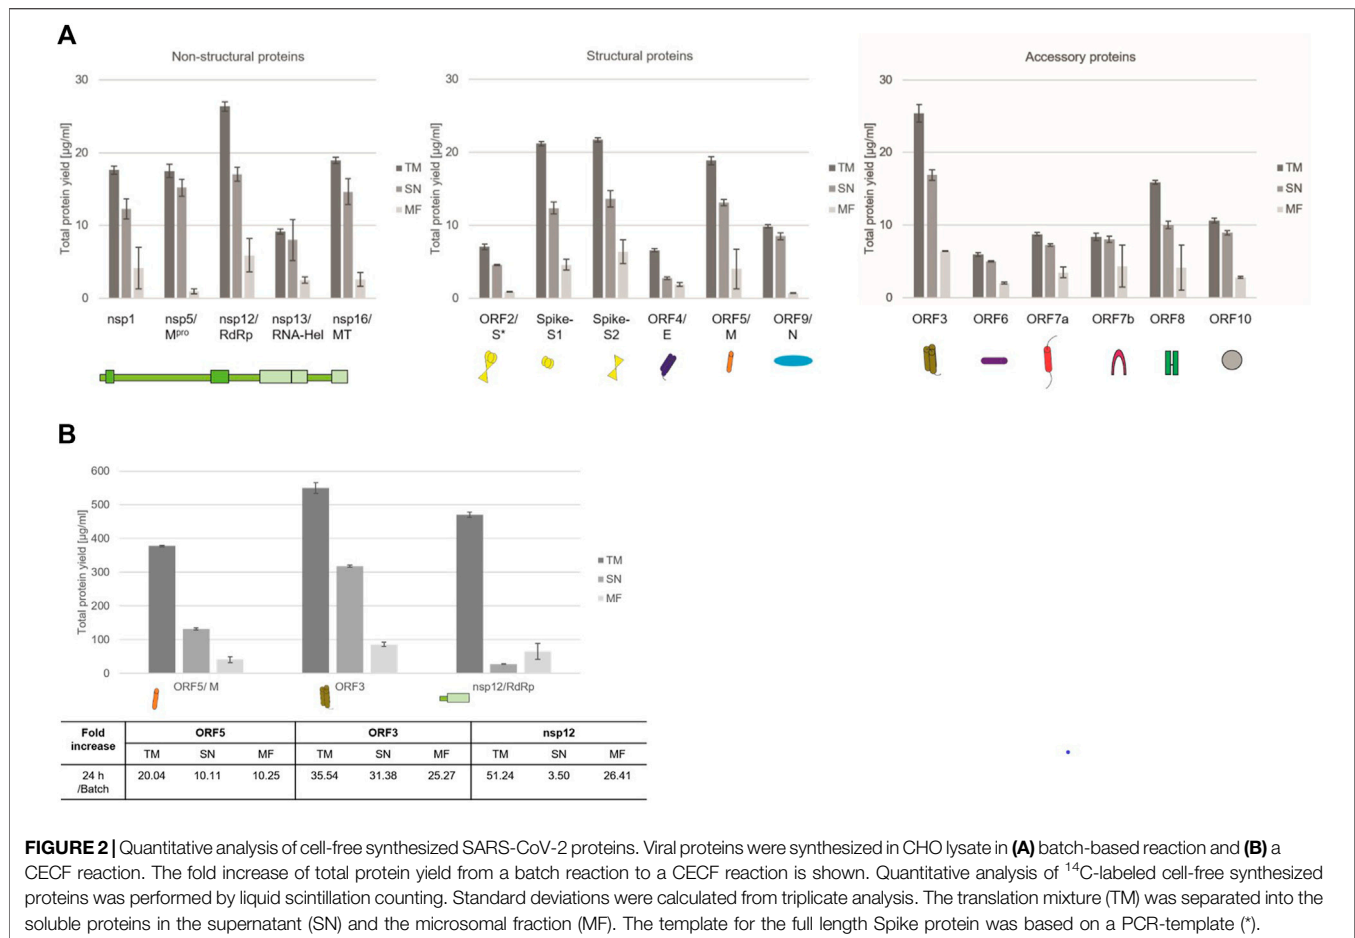 A
Non-structural proteins
Total protein yield [µg/ml]
30
20
10
0
nsp1
nsp5/
Mᵖʳᵒ
nsp12/
RdRp
nsp13/
RNA-Hel
nsp16/
MT
TM
SN
MF
Structural proteins
Total protein yield [µg/ml]
30
20
10
0
ORF2/
S*
Spike-
S1
Spike-
S2
ORF4/
E
ORF5/
M
ORF9/
N
TM
SN
MF
Accessory proteins
Total protein yield [µg/ml]
30
20
10
0
ORF3
ORF6
ORF7a
ORF7b
ORF8
ORF10
TM
SN
MF
B
Total protein yield [µg/ml]
600
500
400
300
200
100
0
ORF5/ M
ORF3
nsp12/RdRp
TM
SN
MF
Fold increase ORF5 ORF3 nsp12
TM SN MF TM SN MF TM SN MF
24 h /Batch 20.04 10.11 10.25 35.54 31.38 25.27 51.24 3.50 26.41
FIGURE 2 | Quantitative analysis of cell-free synthesized SARS-CoV-2 proteins. Viral proteins were synthesized in CHO lysate in (A) batch-based reaction and (B) a
CECF reaction. The fold increase of total protein yield from a batch reaction to a CECF reaction is shown. Quantitative analysis of ¹⁴C-labeled cell-free synthesized
proteins was performed by liquid scintillation counting. Standard deviations were calculated from triplicate analysis. The translation mixture (TM) was separated into the
soluble proteins in the supernatant (SN) and the microsomal fraction (MF). The template for the full length Spike protein was based on a PCR-template (*).